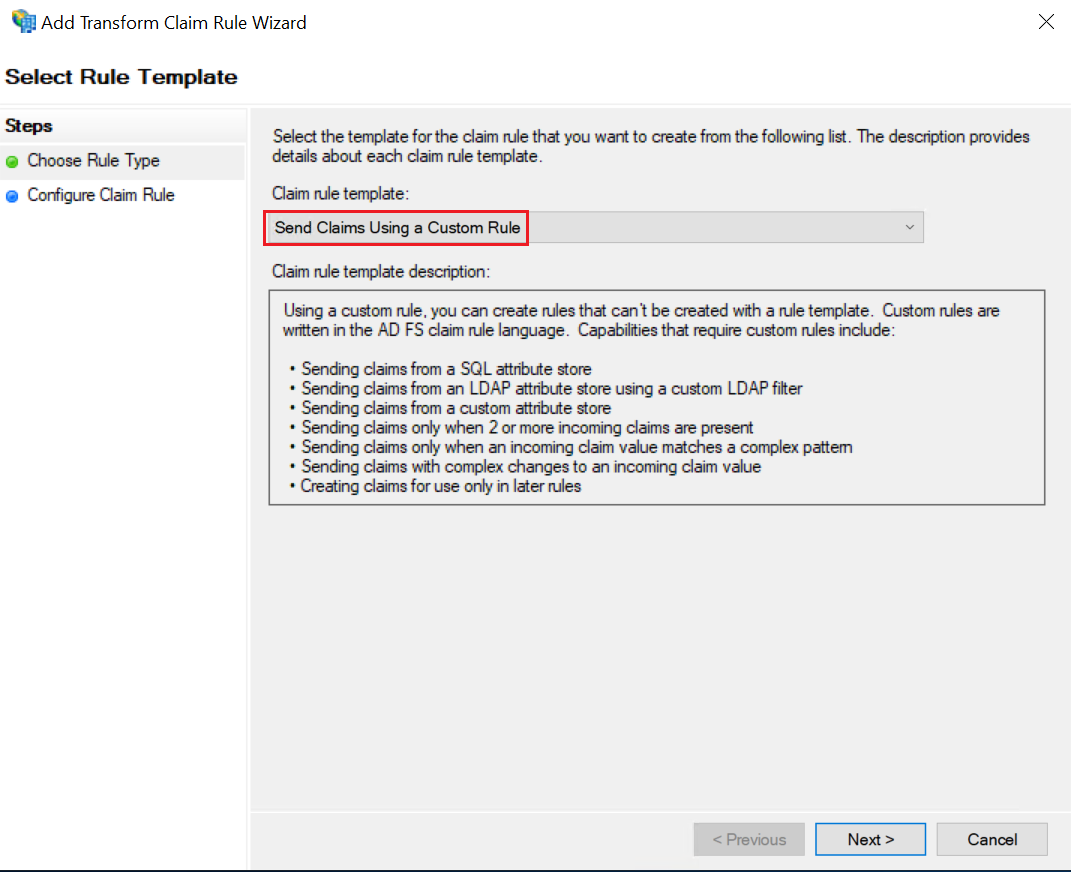 Add Transform Claim Rule Wizard
Select Rule Template
Steps
Choose Rule Type
Configure Claim Rule
Select the template for the claim rule that you want to create from the following list. The description provides
details about each claim rule template.
Claim rule template:
Send Claims Using a Custom Rule
Claim rule template description:
Using a custom rule, you can create rules that can't be created with a rule template. Custom rules are
written in the AD FS claim rule language. Capabilities that require custom rules include:
• Sending claims from a SQL attribute store
• Sending claims from an LDAP attribute store using a custom LDAP filter
• Sending claims from a custom attribute store
• Sending claims only when 2 or more incoming claims are present
• Sending claims only when an incoming claim value matches a complex pattern
• Sending claims with complex changes to an incoming claim value
• Creating claims for use only in later rules
< Previous
Next >
Cancel